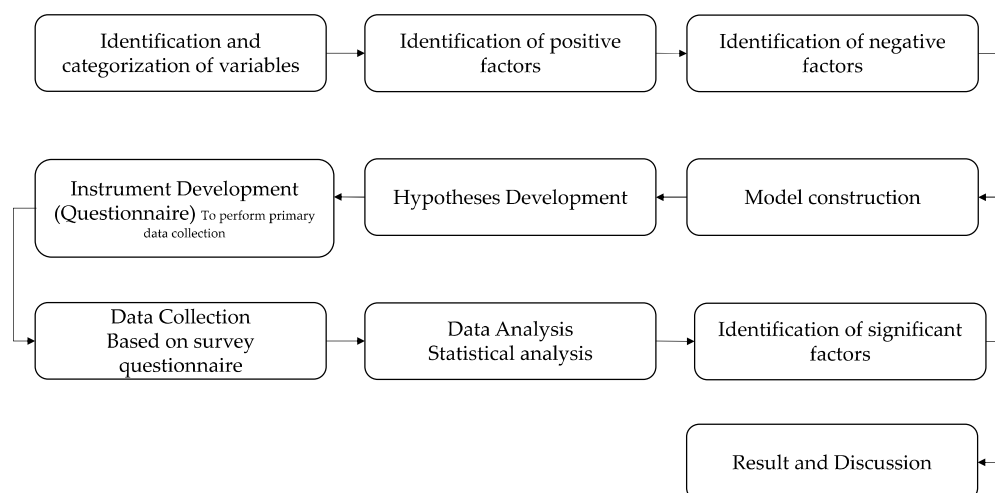 Identification and
categorization of variables
Identification of positive
factors
Identification of negative
factors
Instrument Development
(Questionnaire) To perform primary
data collection
Hypotheses Development
Model construction
Data Collection
Based on survey
questionnaire
Data Analysis
Statistical analysis
Identification of significant
factors
Result and Discussion